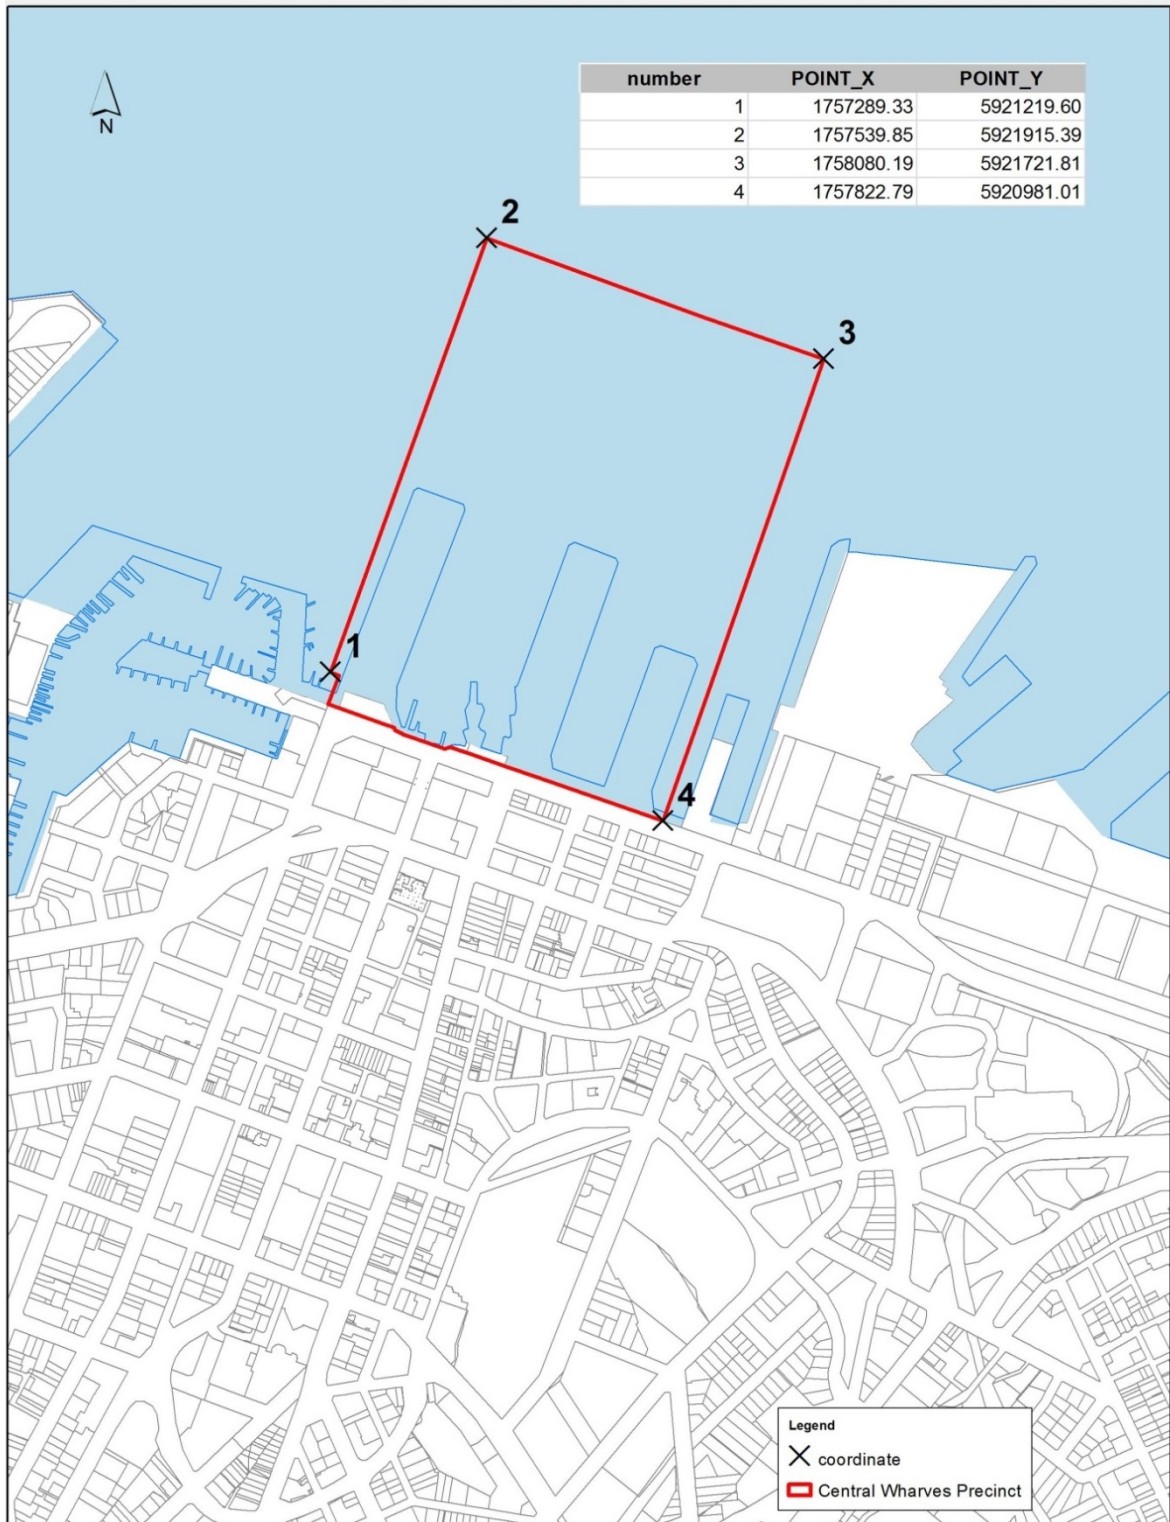 N
number POINT_X POINT_Y
1 1757289.33 5921219.60
2 1757539.85 5921915.39
3 1758080.19 5921721.81
4 1757822.79 5920981.01
2
3
1
4
Legend
coordinate
Central Wharves Precinct